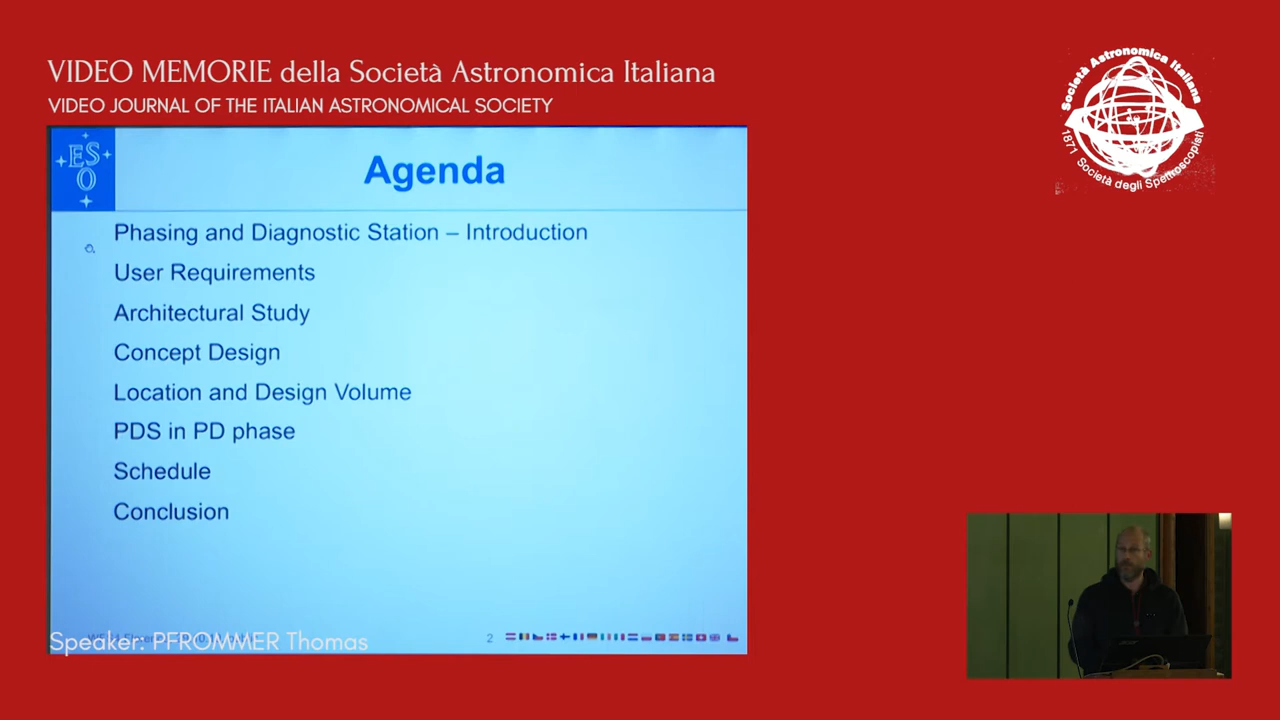 VIDEO MEMORIE della Società Astronomica Italiana
VIDEO JOURNAL OF THE ITALIAN ASTRONOMICAL SOCIETY
Società Astronomica Italiana
1871 Società degli Spettroscopisti
ESO
Agenda
Phasing and Diagnostic Station – Introduction
User Requirements
Architectural Study
Concept Design
Location and Design Volume
PDS in PD phase
Schedule
Conclusion
Speaker: PFROMMER Thomas
2